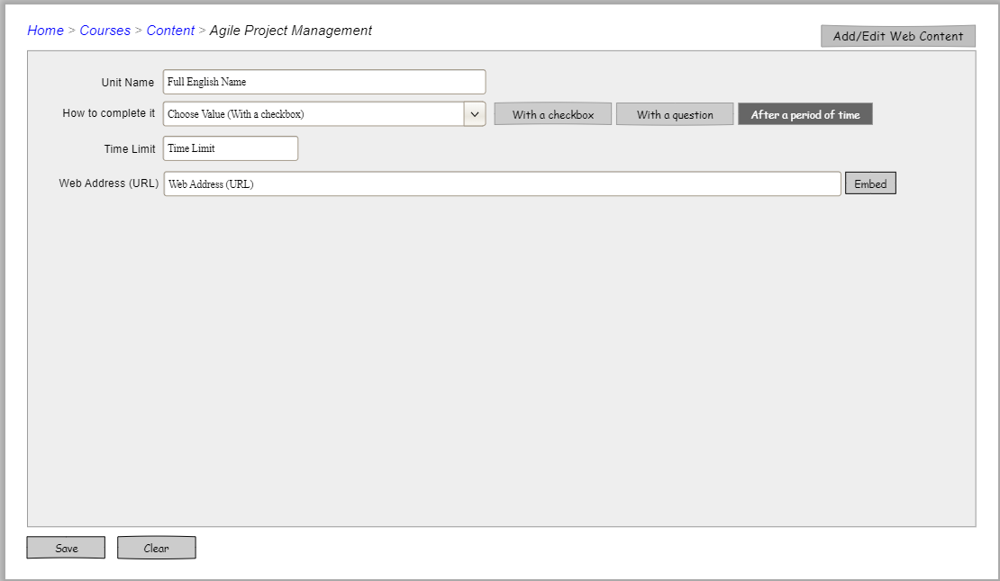 Home > Courses > Content > Agile Project Management
Add/Edit Web Content
Unit Name Full English Name
How to complete it Choose Value (With a checkbox) With a checkbox With a question After a period of time
Time Limit Time Limit
Web Address (URL) Web Address (URL) Embed
Save Clear